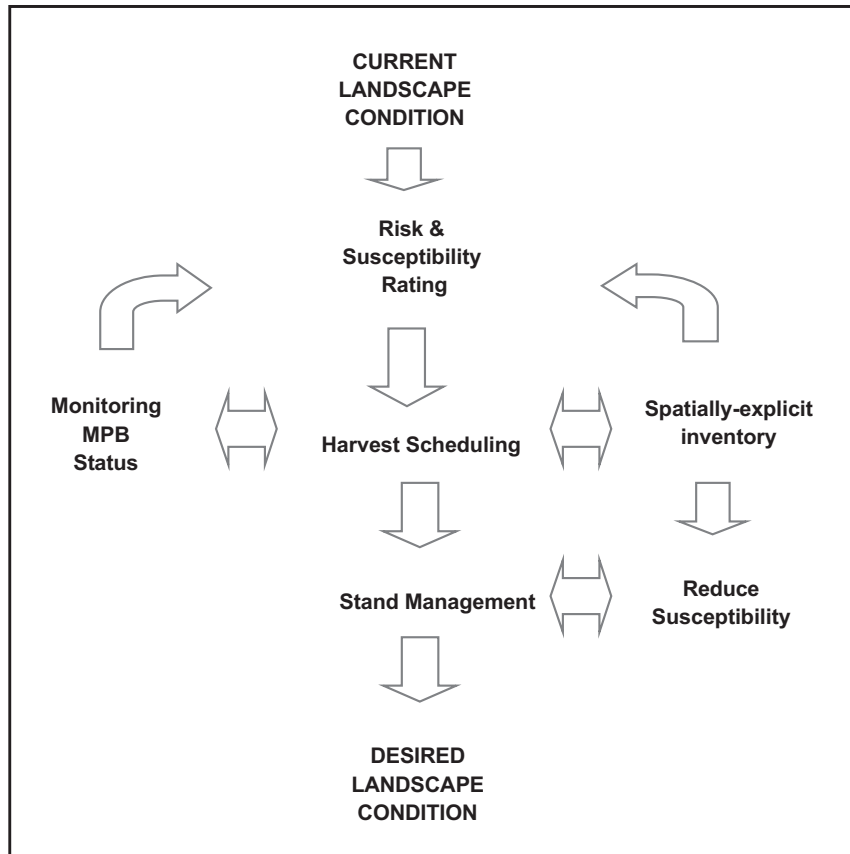 CURRENT
LANDSCAPE
CONDITION
Risk &
Susceptibility
Rating
Monitoring
MPB
Status
Harvest Scheduling
Spatially-explicit
inventory
Stand Management
Reduce
Susceptibility
DESIRED
LANDSCAPE
CONDITION